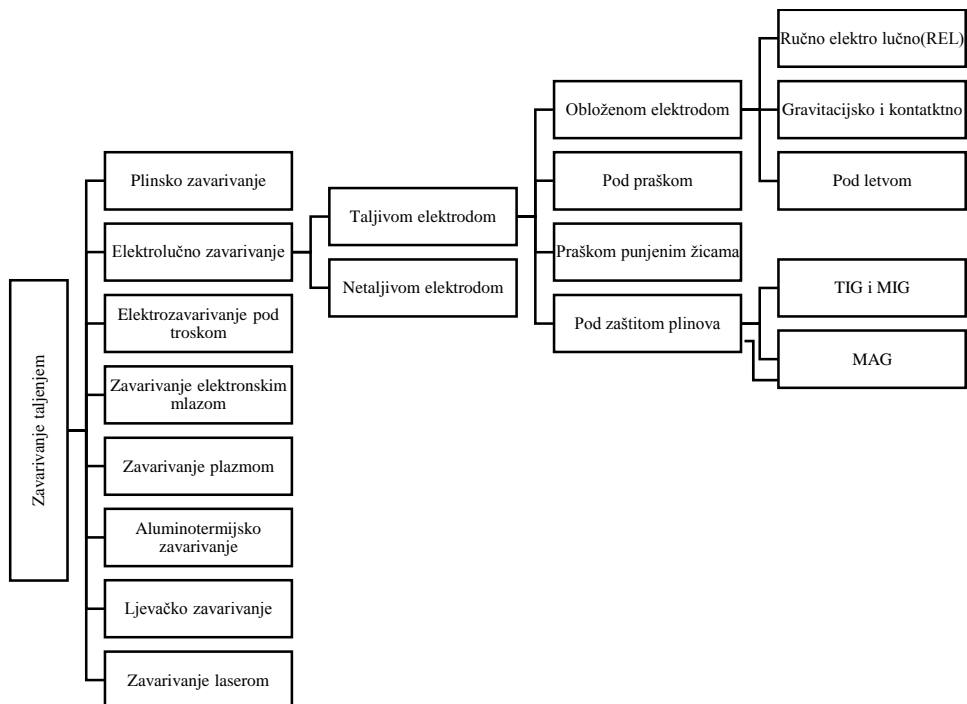 Zavarivanje taljenjem
Plinsko zavarivanje
Elektrolučno zavarivanje
Taljivom elektrodom
Obloženom elektrodom
Ručno elektro lučno(REL)
Gravitacijsko i kontatktno
Pod letvom
Pod praškom
Praškom punjenim žicama
Pod zaštitom plinova
TIG i MIG
MAG
Netaljivom elektrodom
Elektrozavarivanje pod
troskom
Zavarivanje elektronskim
mlazom
Zavarivanje plazmom
Aluminotermijsko
zavarivanje
Ljevačko zavarivanje
Zavarivanje laserom